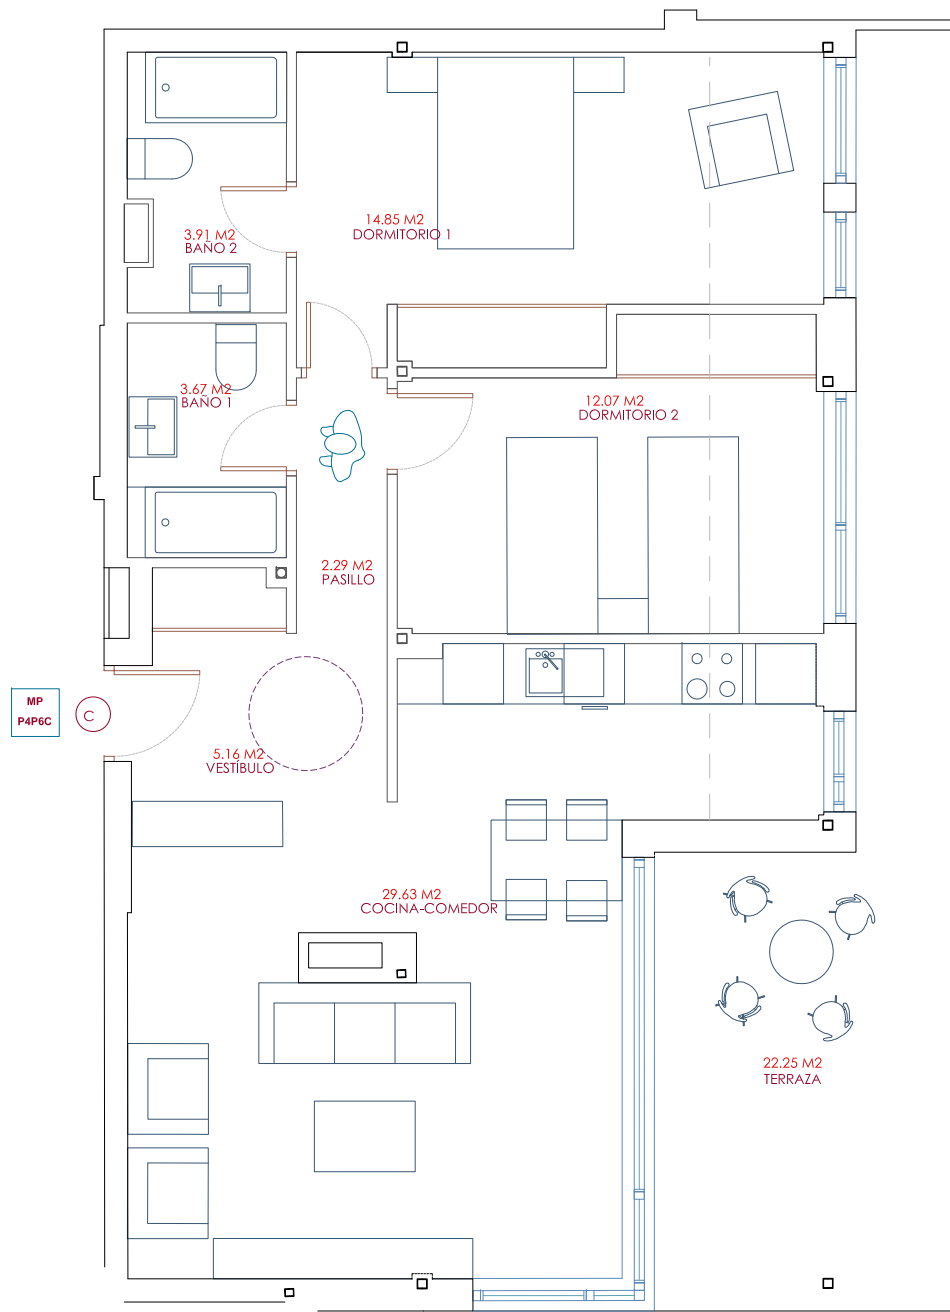 14.85 M2
DORMITORIO 1
3.91 M2
BAÑO 2
3.67 M2
BAÑO 1
12.07 M2
DORMITORIO 2
2.29 M2
PASILLO
MP
P4P6C
C
5.16 M2
VESTÍBULO
29.63 M2
COCINA-COMEDOR
22.25 M2
TERRAZA